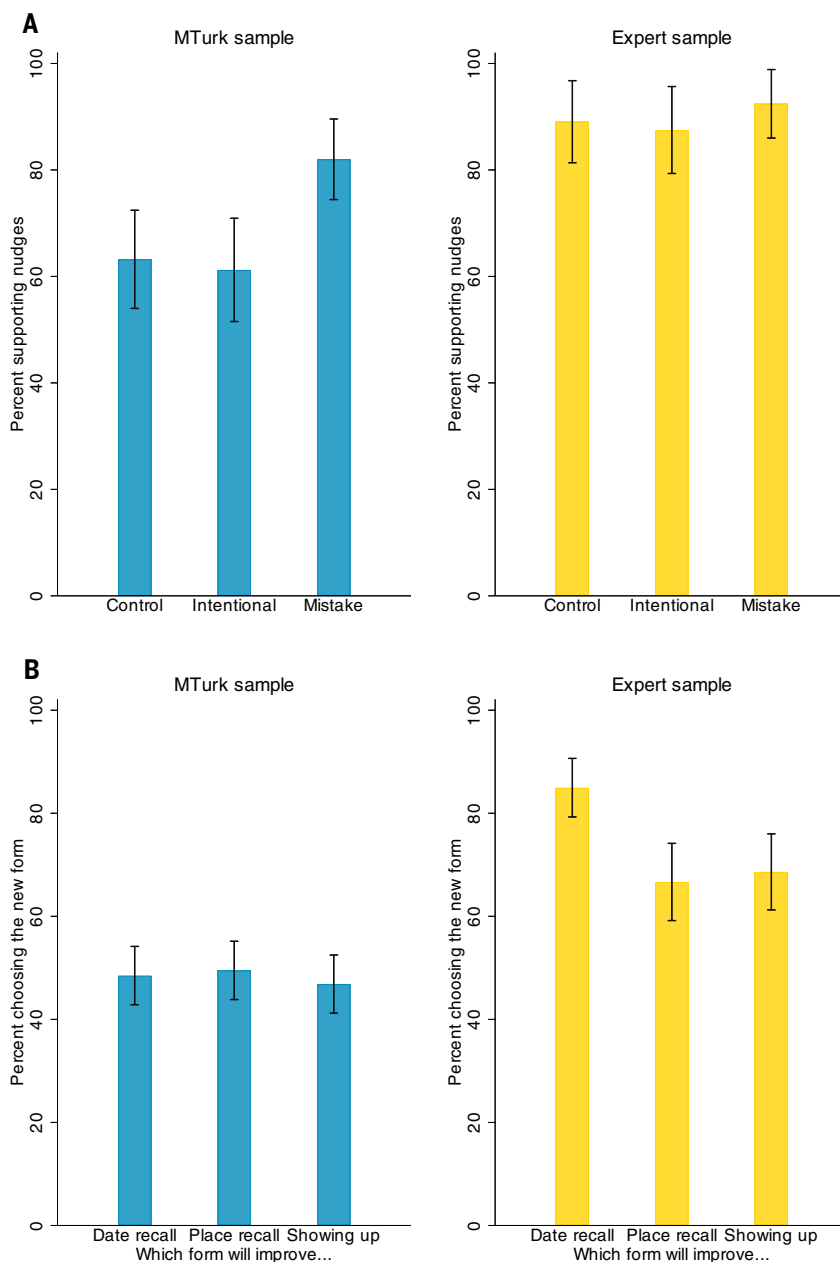 A
MTurk sample
Expert sample
Percent supporting nudges
100
80
60
40
20
0
Control Intentional Mistake
Percent supporting nudges
100
80
60
40
20
0
Control Intentional Mistake
B
MTurk sample
Expert sample
Percent choosing the new form
100
80
60
40
20
0
Date recall Place recall Showing up
Which form will improve...
Percent choosing the new form
100
80
60
40
20
0
Date recall Place recall Showing up
Which form will improve...